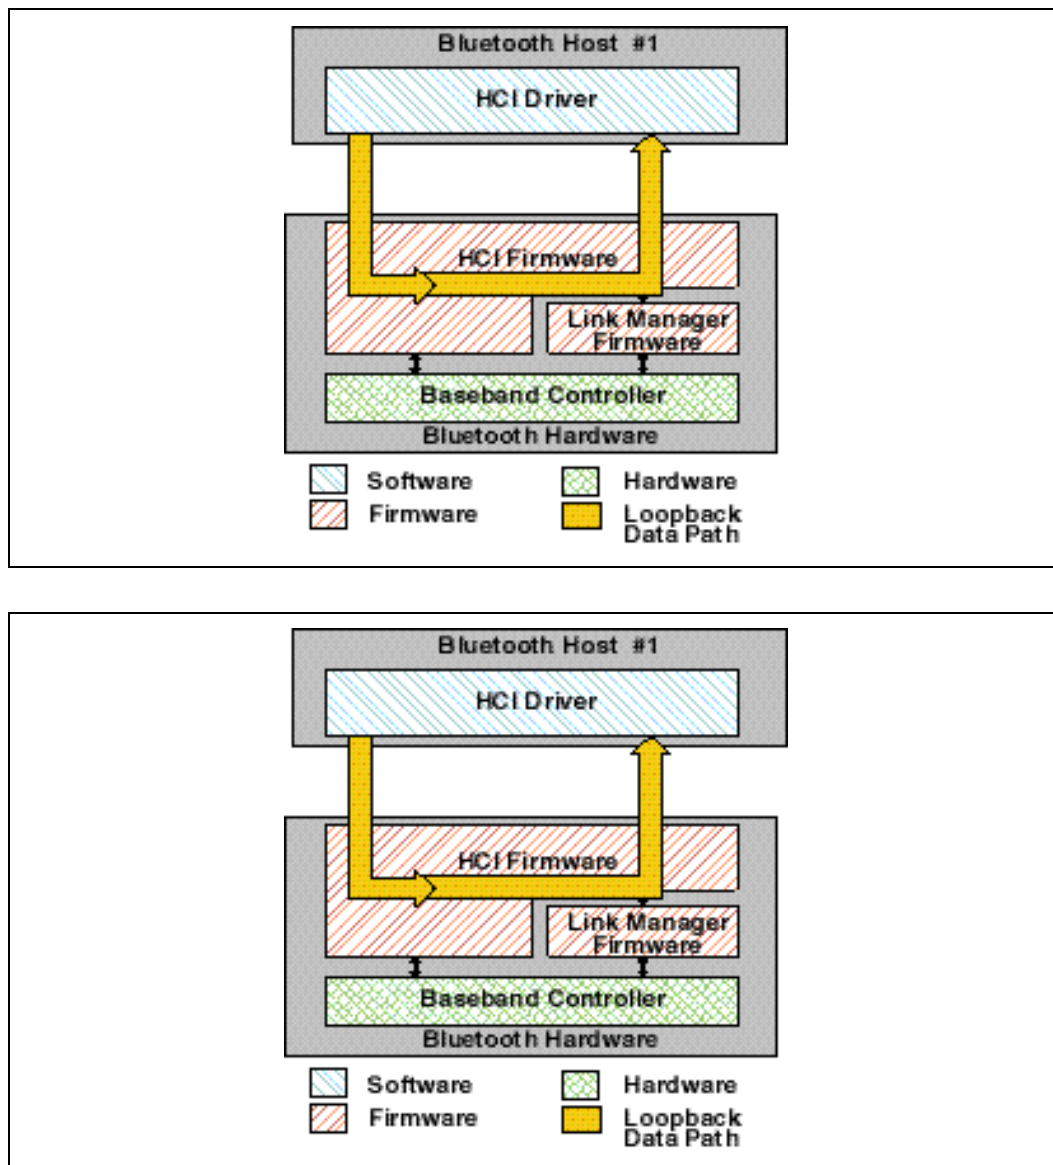 Bluetooth Host #1
HCI Driver
HCI Firmware
Link Manager
Firmware
Baseband Controller
Bluetooth Hardware
Software
Hardware
Firmware
Loopback
Data Path
Bluetooth Host #1
HCI Driver
HCI Firmware
Link Manager
Firmware
Baseband Controller
Bluetooth Hardware
Software
Hardware
Firmware
Loopback
Data Path